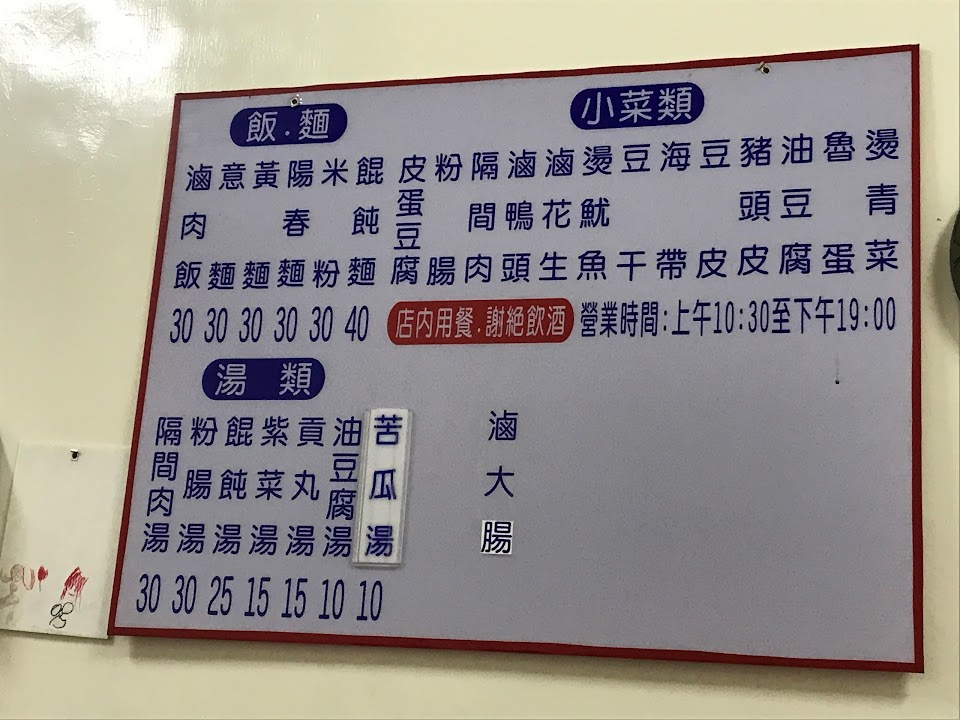 飯.麵
滷肉飯 30
意麵 30
黃麵 30
陽春麵 30
米粉 30
餛飩麵 40
小菜類
皮蛋豆腐
粉腸
隔間肉
滷鴨頭
滷花生
燙魷魚
豆干
海帶
豆皮
豬頭皮
油豆腐
魯蛋
燙青菜
店內用餐.謝絕飲酒
營業時間:上午10:30至下午19:00
湯類
隔間肉湯 30
粉腸湯 30
餛飩湯 25
紫菜湯 15
貢丸湯 15
油豆腐湯 10
苦瓜湯 10
滷大腸